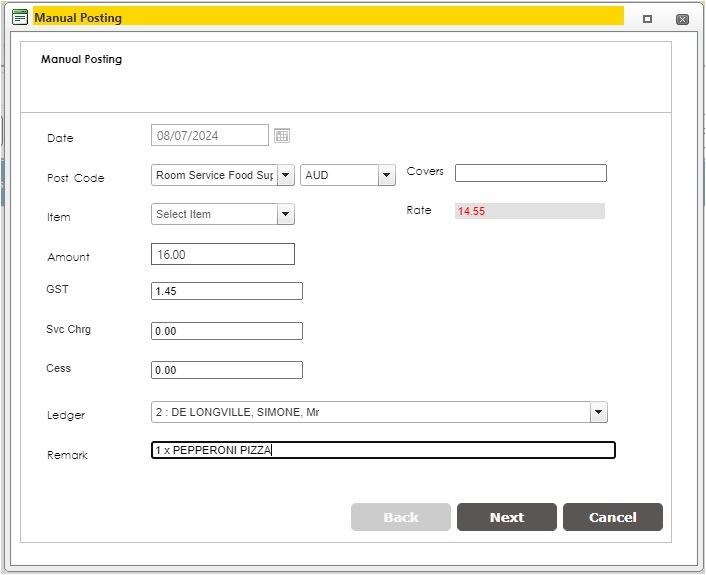 Manual Posting
Manual Posting
Date 08/07/2024
Post Code Room Service Food Sup AUD Covers
Item Select Item Rate 14.55
Amount 16.00
GST 1.45
Svc Chrg 0.00
Cess 0.00
Ledger 2 : DE LONGVILLE, SIMONE, Mr
Remark 1 x PEPPERONI PIZZA
Back Next Cancel